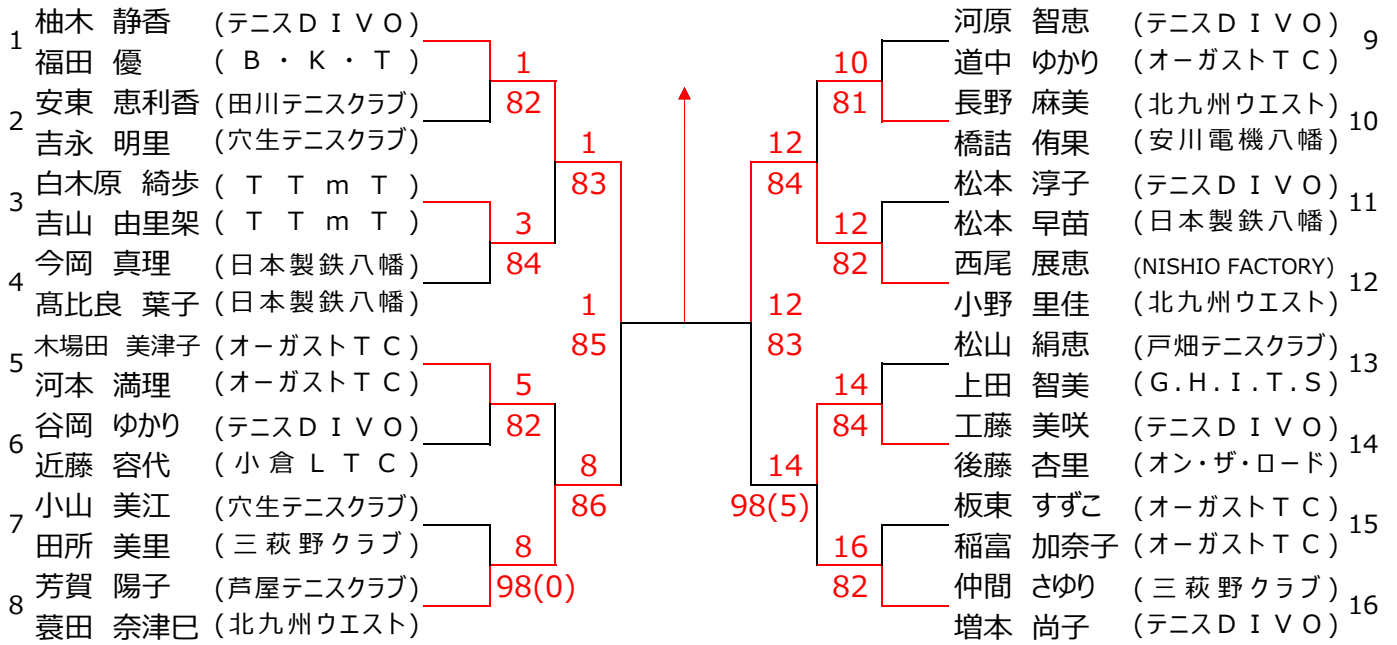 1
柚木 静香 (テニスDIVO)
福田 優 (B・K・T)
2
安東 恵利香 (田川テニスクラブ)
吉永 明里 (穴生テニスクラブ)
3
白木原 綺歩 (TTmT)
吉山 由里架 (TTmT)
4
今岡 真理 (日本製鉄八幡)
髙比良 葉子 (日本製鉄八幡)
5
木場田 美津子 (オーガストTC)
河本 満理 (オーガストTC)
6
谷岡 ゆかり (テニスDIVO)
近藤 容代 (小倉LTC)
7
小山 美江 (穴生テニスクラブ)
田所 美里 (三萩野クラブ)
8
芳賀 陽子 (芦屋テニスクラブ)
蓑田 奈津巳 (北九州ウエスト)
1
82
3
84
5
82
8
98(0)
1
83
8
86
1
85
12
83
12
84
14
98(5)
10
81
12
82
14
84
16
82
河原 智恵 (テニスDIVO)
道中 ゆかり (オーガストTC)
9
長野 麻美 (北九州ウエスト)
橋詰 侑果 (安川電機八幡)
10
松本 淳子 (テニスDIVO)
松本 早苗 (日本製鉄八幡)
11
西尾 展恵 (NISHIO FACTORY)
小野 里佳 (北九州ウエスト)
12
松山 絹恵 (戸畑テニスクラブ)
上田 智美 (G.H.I.T.S)
13
工藤 美咲 (テニスDIVO)
後藤 杏里 (オン・ザ・ロード)
14
板東 すずこ (オーガストTC)
稲富 加奈子 (オーガストTC)
15
仲間 さゆり (三萩野クラブ)
増本 尚子 (テニスDIVO)
16